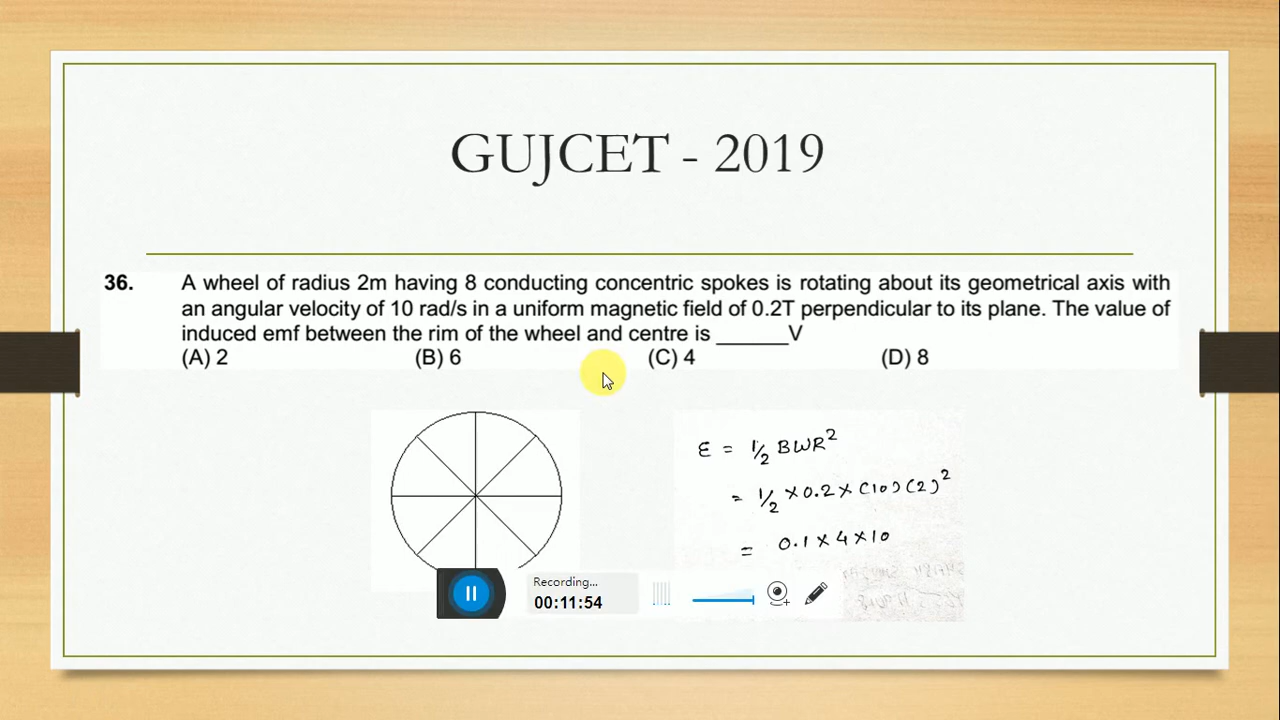 GUJCET - 2019
36. A wheel of radius 2m having 8 conducting concentric spokes is rotating about its geometrical axis with
an angular velocity of 10 rad/s in a uniform magnetic field of 0.2T perpendicular to its plane. The value of
induced emf between the rim of the wheel and centre is ______V
(A) 2 (B) 6 (C) 4 (D) 8
ε = 1/2 BWR²
= 1/2 × 0.2 × (10) (2)²
= 0.1 × 4 × 10
Recording...
00:11:54